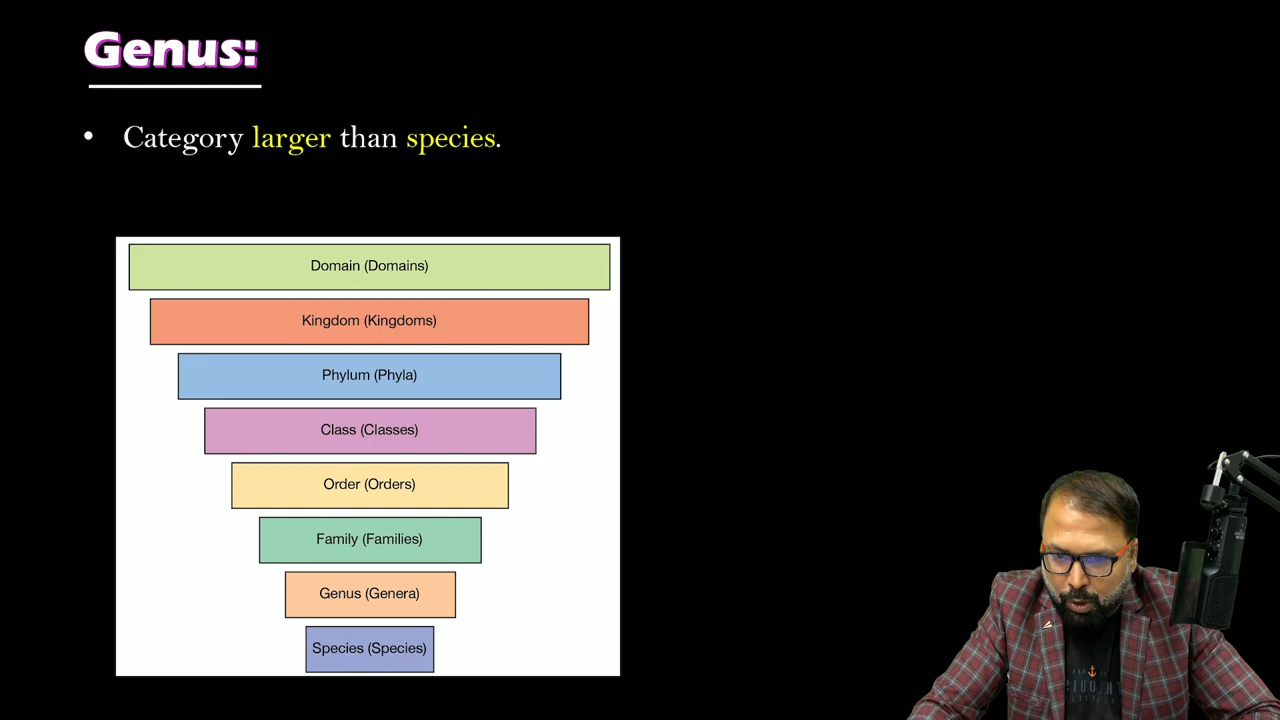 Genus:
• Category larger than species.
Domain (Domains)
Kingdom (Kingdoms)
Phylum (Phyla)
Class (Classes)
Order (Orders)
Family (Families)
Genus (Genera)
Species (Species)